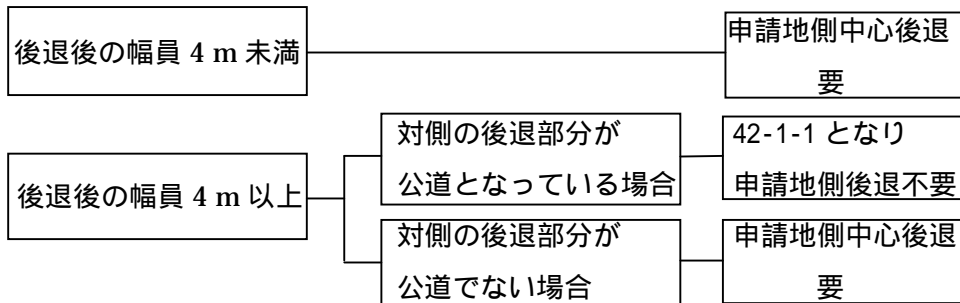 後退後の幅員 4 m 未満
申請地側中心後退
要
後退後の幅員 4 m 以上
対側の後退部分が
公道となっている場合
42-1-1 となり
申請地側後退不要
対側の後退部分が
公道でない場合
申請地側中心後退
要